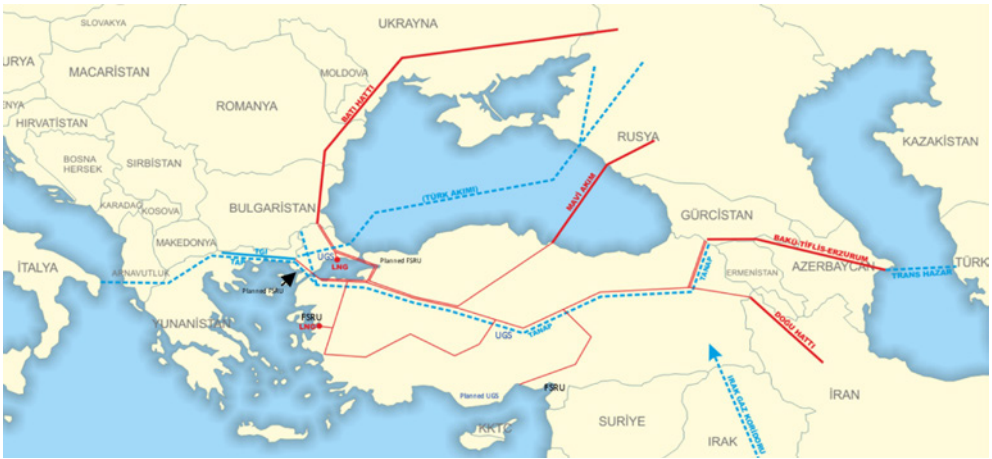 SLOVAKYA
UKRAYNA
URYA
MACARİSTAN
MOLDOVA
ENYA
HIRVATİSTAN
ROMANYA
BATI HATTI
RUSYA
KAZAKİSTAN
BOSNA
HERSEK
SIRBİSTAN
(TÜRK AKIMI)
MAVİ AKIM
KARADAĞ
KOSOVA
BULGARİSTAN
GÜRCİSTAN
MAKEDONYA
BAKÜ-TİFLİS-ERZURUM
İTALYA
ARNAVUTLUK
TGI
TAP
UGS
LNG
Planned FSRU
TANAP
ERMENİSTAN
AZERBAYCAN
TRANS HAZAR
TÜRK
Planned FSRU
YUNANİSTAN
FSRU
LNG
UGS
TANAP
DOĞU HATTI
Planned UGS
FSRU
IRAK GAZ KORİDORU
İRAN
KKTC
SURİYE
IRAK